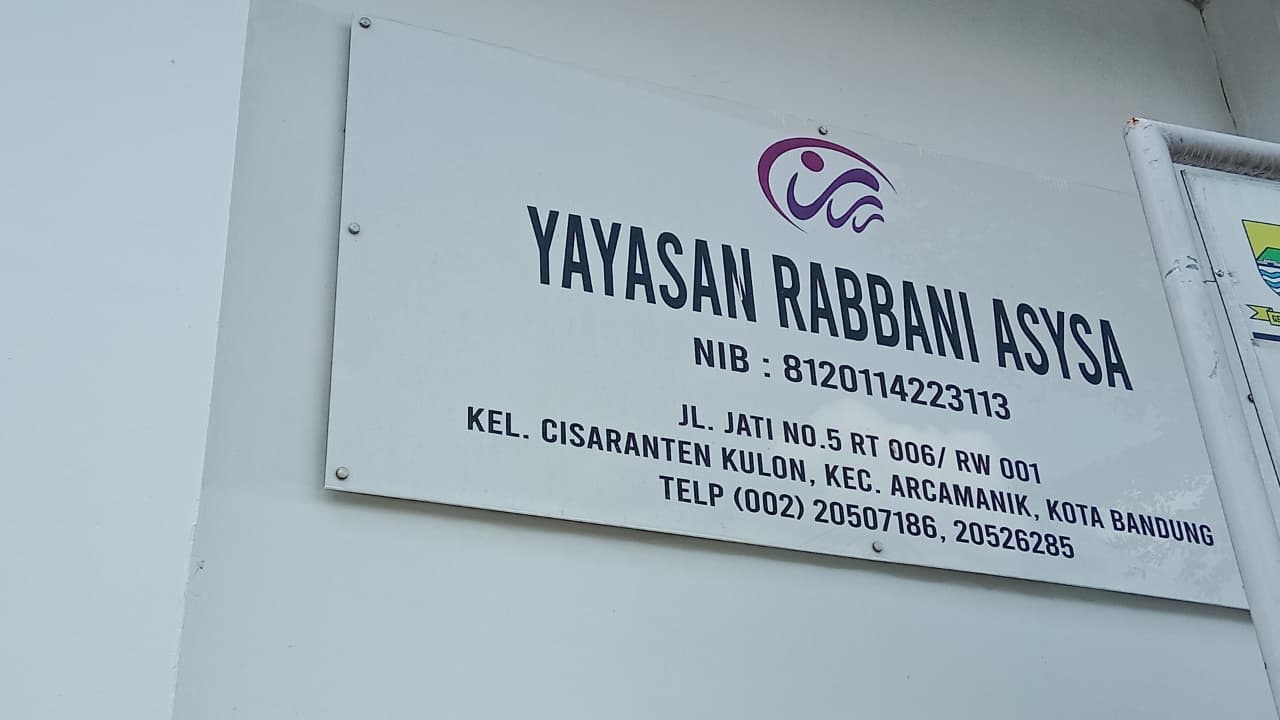 YAYASAN RABBANI ASYSA
NIB : 8120114223113
JL. JATI NO.5 RT 006/ RW 001
KEL. CISARANTEN KULON, KEC. ARCAMANIK, KOTA BANDUNG
TELP (002) 20507186, 20526285